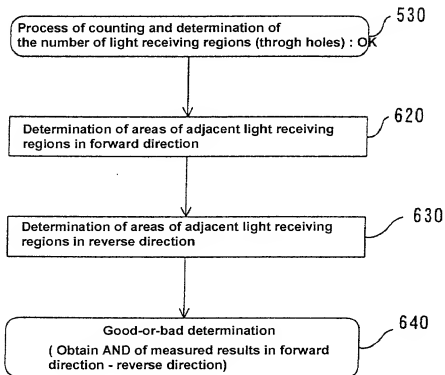 Process of counting and determination of
the number of light receiving regions (throgh holes) : OK
530
Determination of areas of adjacent light receiving
regions in forward direction
620
Determination of areas of adjacent light receiving
regions in reverse direction
630
Good-or-bad determination
( Obtain AND of measured results in forward
direction - reverse direction)
640